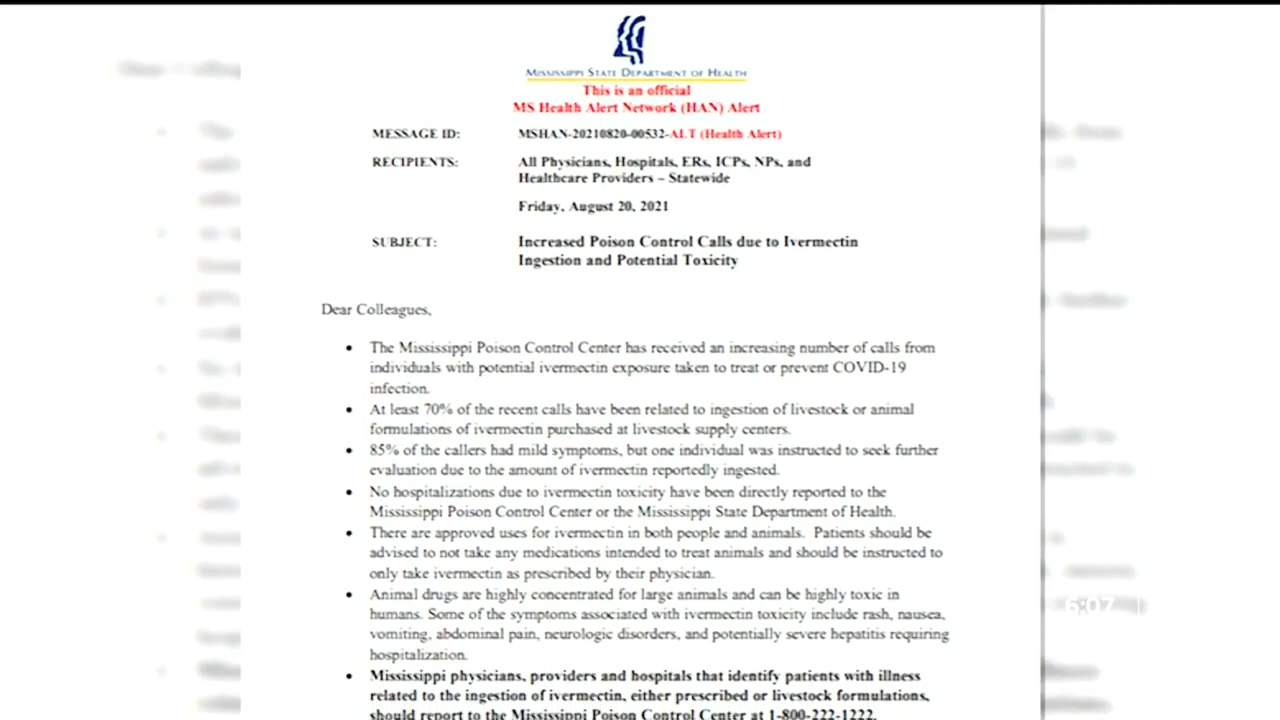 MISSISSIPPI STATE DEPARTMENT OF HEALTH
This is an official
MS Health Alert Network (HAN) Alert
MESSAGE ID: MSHAN-20210820-00532-ALT (Health Alert)
RECIPIENTS: All Physicians, Hospitals, ERs, ICPs, NPs, and
Healthcare Providers – Statewide
Friday, August 20, 2021
SUBJECT: Increased Poison Control Calls due to Ivermectin
Ingestion and Potential Toxicity
Dear Colleagues,
• The Mississippi Poison Control Center has received an increasing number of calls from
individuals with potential ivermectin exposure taken to treat or prevent COVID-19
infection.
• At least 70% of the recent calls have been related to ingestion of livestock or animal
formulations of ivermectin purchased at livestock supply centers.
• 85% of the callers had mild symptoms, but one individual was instructed to seek further
evaluation due to the amount of ivermectin reportedly ingested.
• No hospitalizations due to ivermectin toxicity have been directly reported to the
Mississippi Poison Control Center or the Mississippi State Department of Health.
• There are approved uses for ivermectin in both people and animals. Patients should be
advised to not take any medications intended to treat animals and should be instructed to
only take ivermectin as prescribed by their physician.
• Animal drugs are highly concentrated for large animals and can be highly toxic in
humans. Some of the symptoms associated with ivermectin toxicity include rash, nausea,
vomiting, abdominal pain, neurologic disorders, and potentially severe hepatitis requiring
hospitalization.
• Mississippi physicians, providers and hospitals that identify patients with illness
related to the ingestion of ivermectin, either prescribed or livestock formulations,
should report to the Mississippi Poison Control Center at 1-800-222-1222.
6:07